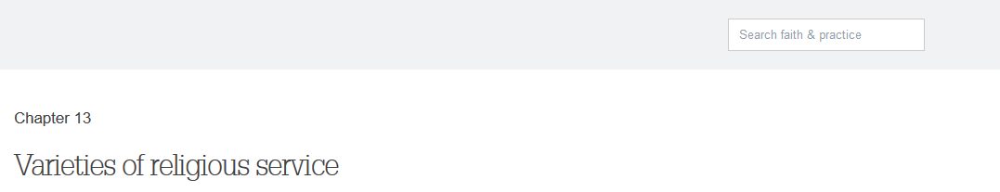 Search faith & practice
Chapter 13
Varieties of religious service